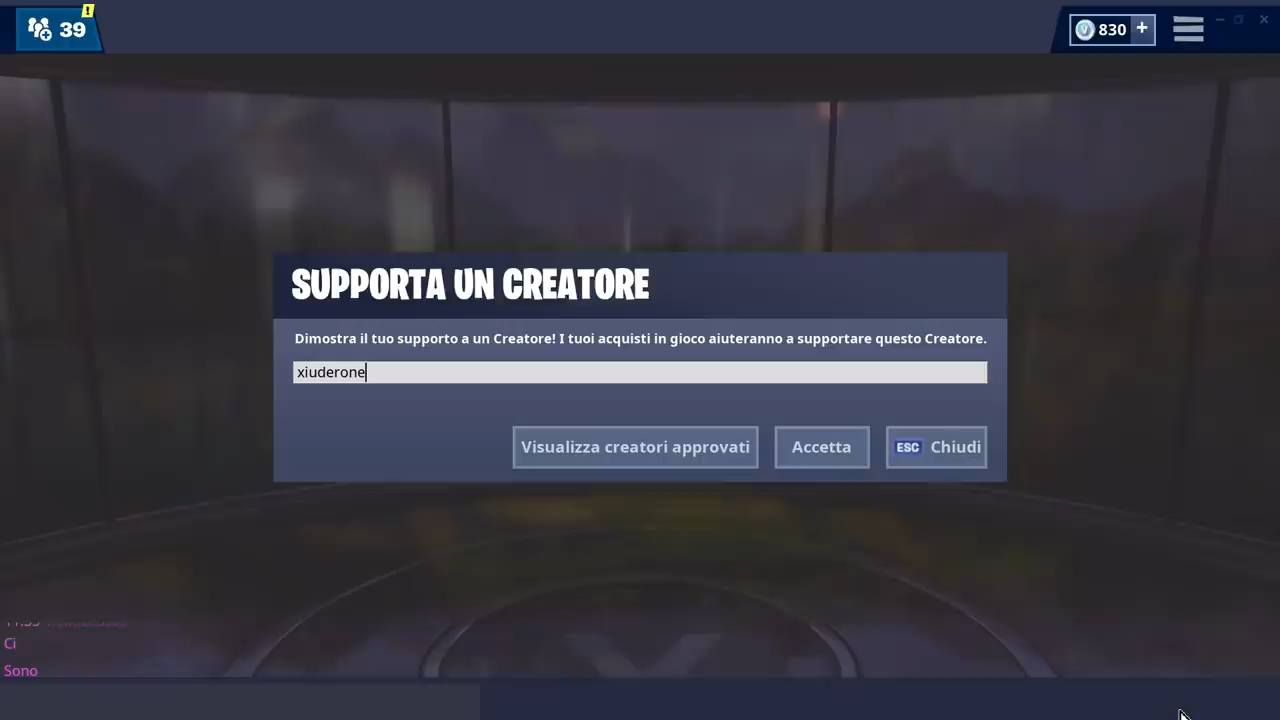 39
!
830 +
SUPPORTA UN CREATORE
Dimostra il tuo supporto a un Creatore! I tuoi acquisti in gioco aiuteranno a supportare questo Creatore.
xiuderone
Visualizza creatori approvati
Accetta
ESC Chiudi
Ci
Sono